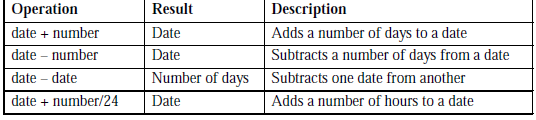 Operation Result Description
date + number Date Adds a number of days to a date
date – number Date Subtracts a number of days from a date
date – date Number of days Subtracts one date from another
date + number/24 Date Adds a number of hours to a date